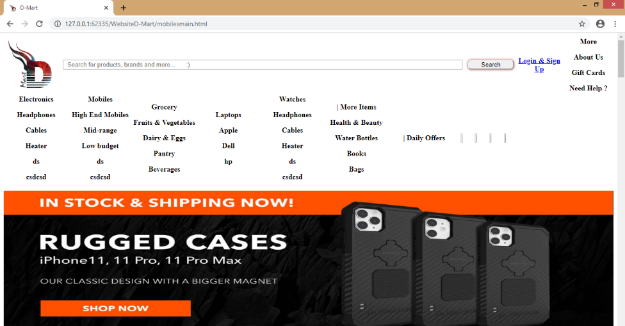 D-Mart
127.0.0.1:62335/WebsiteD-Mart/mobilesmain.html
More
About Us
Gift Cards
Need Help ?
D
Mart
Search for products, brands and more... :)
Search
Login & Sign
Up
Electronics
Headphones
Cables
Heater
ds
csdcsd
Mobiles
High End Mobiles
Mid-range
Low budget
ds
csdcsd
Grocery
Fruits & Vegetables
Dairy & Eggs
Pantry
Beverages
Laptops
Apple
Dell
hp
Watches
Headphones
Cables
Heater
ds
csdcsd
| More Items
Health & Beauty
Water Bottles
Books
Bags
| Daily Offers
IN STOCK & SHIPPING NOW!
RUGGED CASES
iPhone11, 11 Pro, 11 Pro Max
OUR CLASSIC DESIGN WITH A BIGGER MAGNET
SHOP NOW